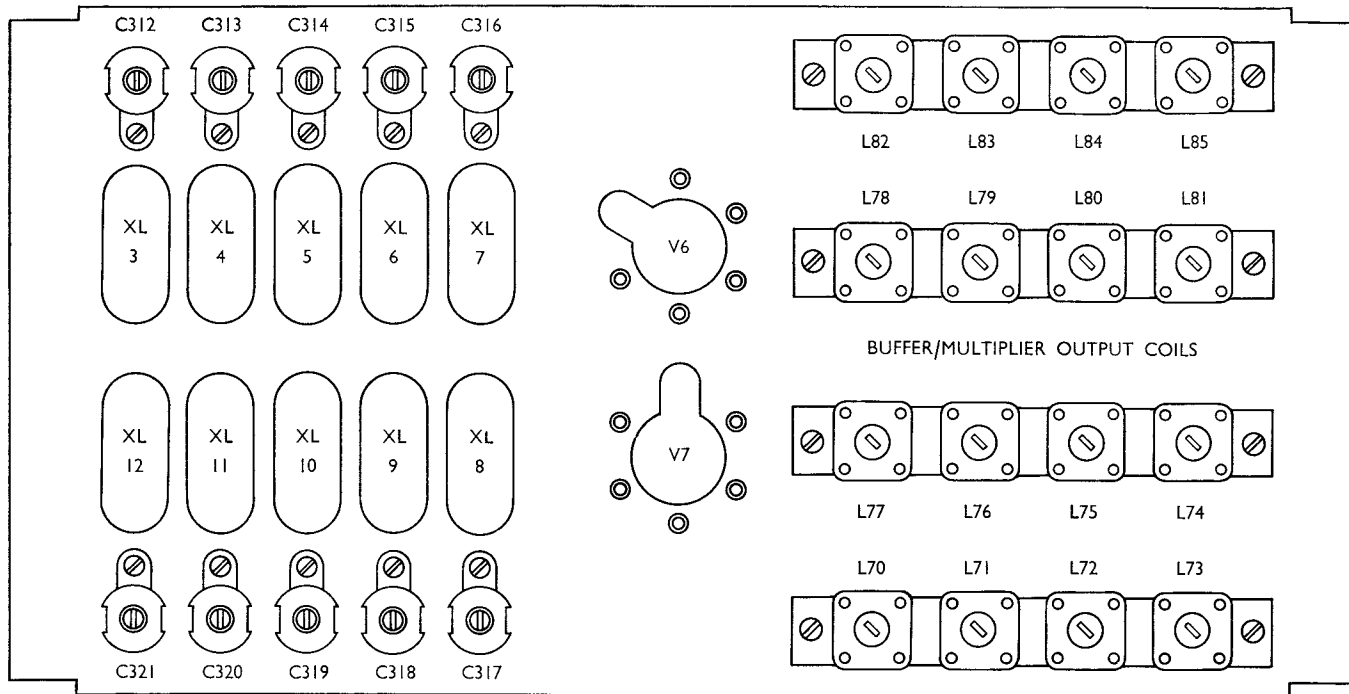 C312 C313 C314 C315 C316
L82 L83 L84 L85
L78 L79 L80 L81
XL 3 XL 4 XL 5 XL 6 XL 7
V6
BUFFER/MULTIPLIER OUTPUT COILS
XL 12 XL 11 XL 10 XL 9 XL 8
V7
L77 L76 L75 L74
L70 L71 L72 L73
C321 C320 C319 C318 C317